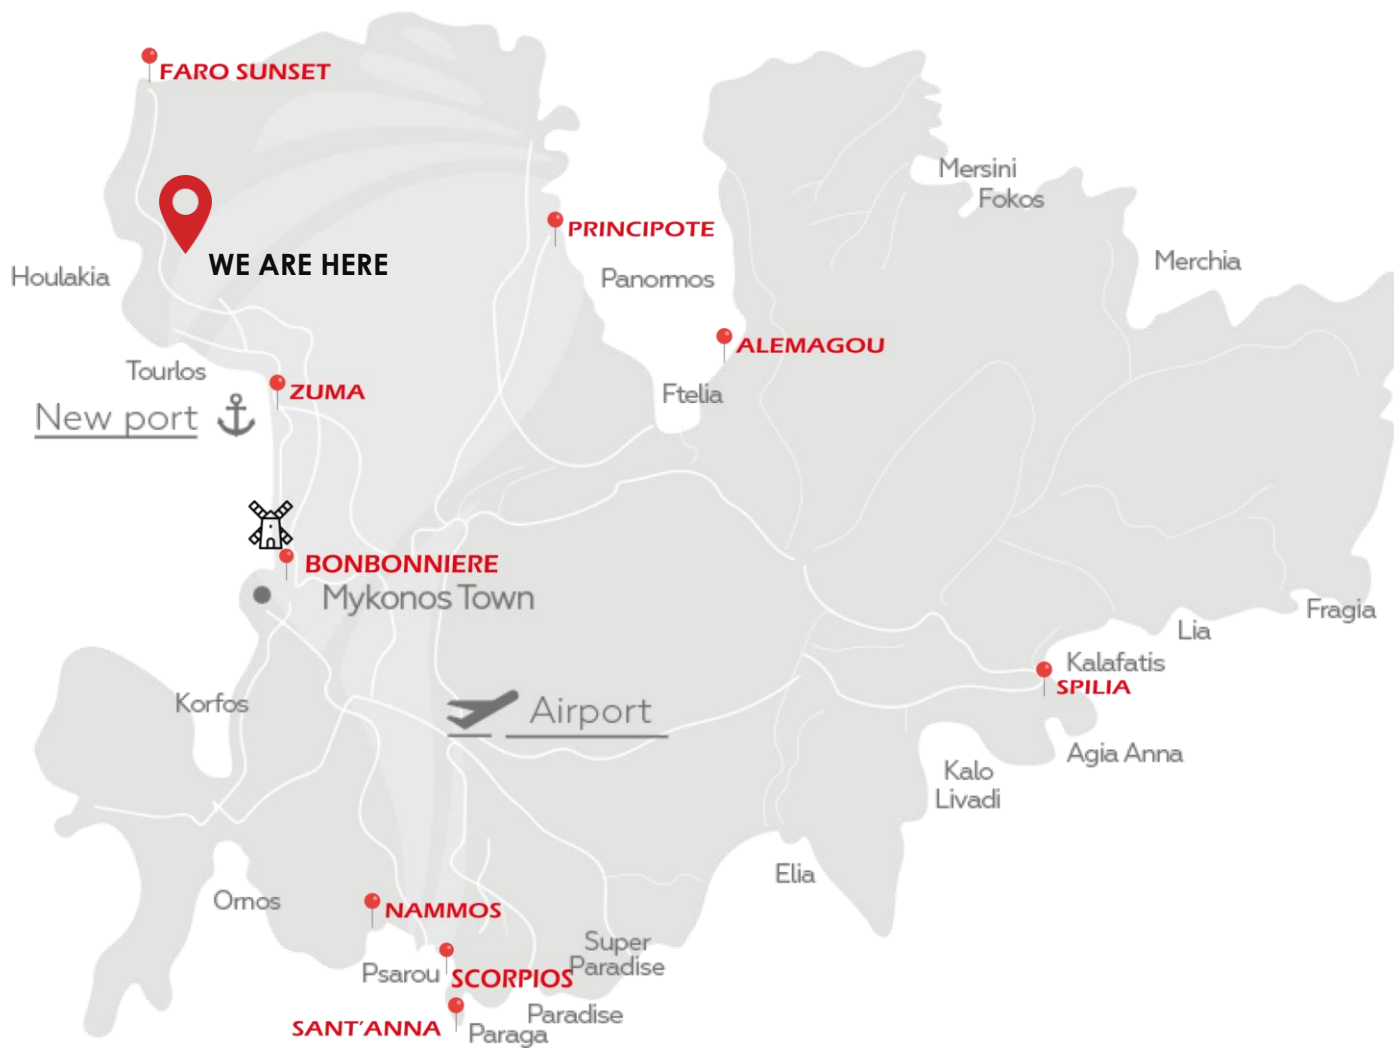 FARO SUNSET
Mersini
Fokos
PRINCIPOTE
WE ARE HERE
Merchia
Houlakia
Panormos
ALEMAGOU
Tourlos
ZUMA
Ftelia
New port
BONBONNIERE
Mykonos Town
Fragia
Lia
Kalafatis
SPILIA
Korfos
Airport
Agia Anna
Kalo
Livadi
Elia
Ornos
NAMMOS
Super
Paradise
Psarou
SCORPIOS
Paradise
SANT'ANNA
Paraga